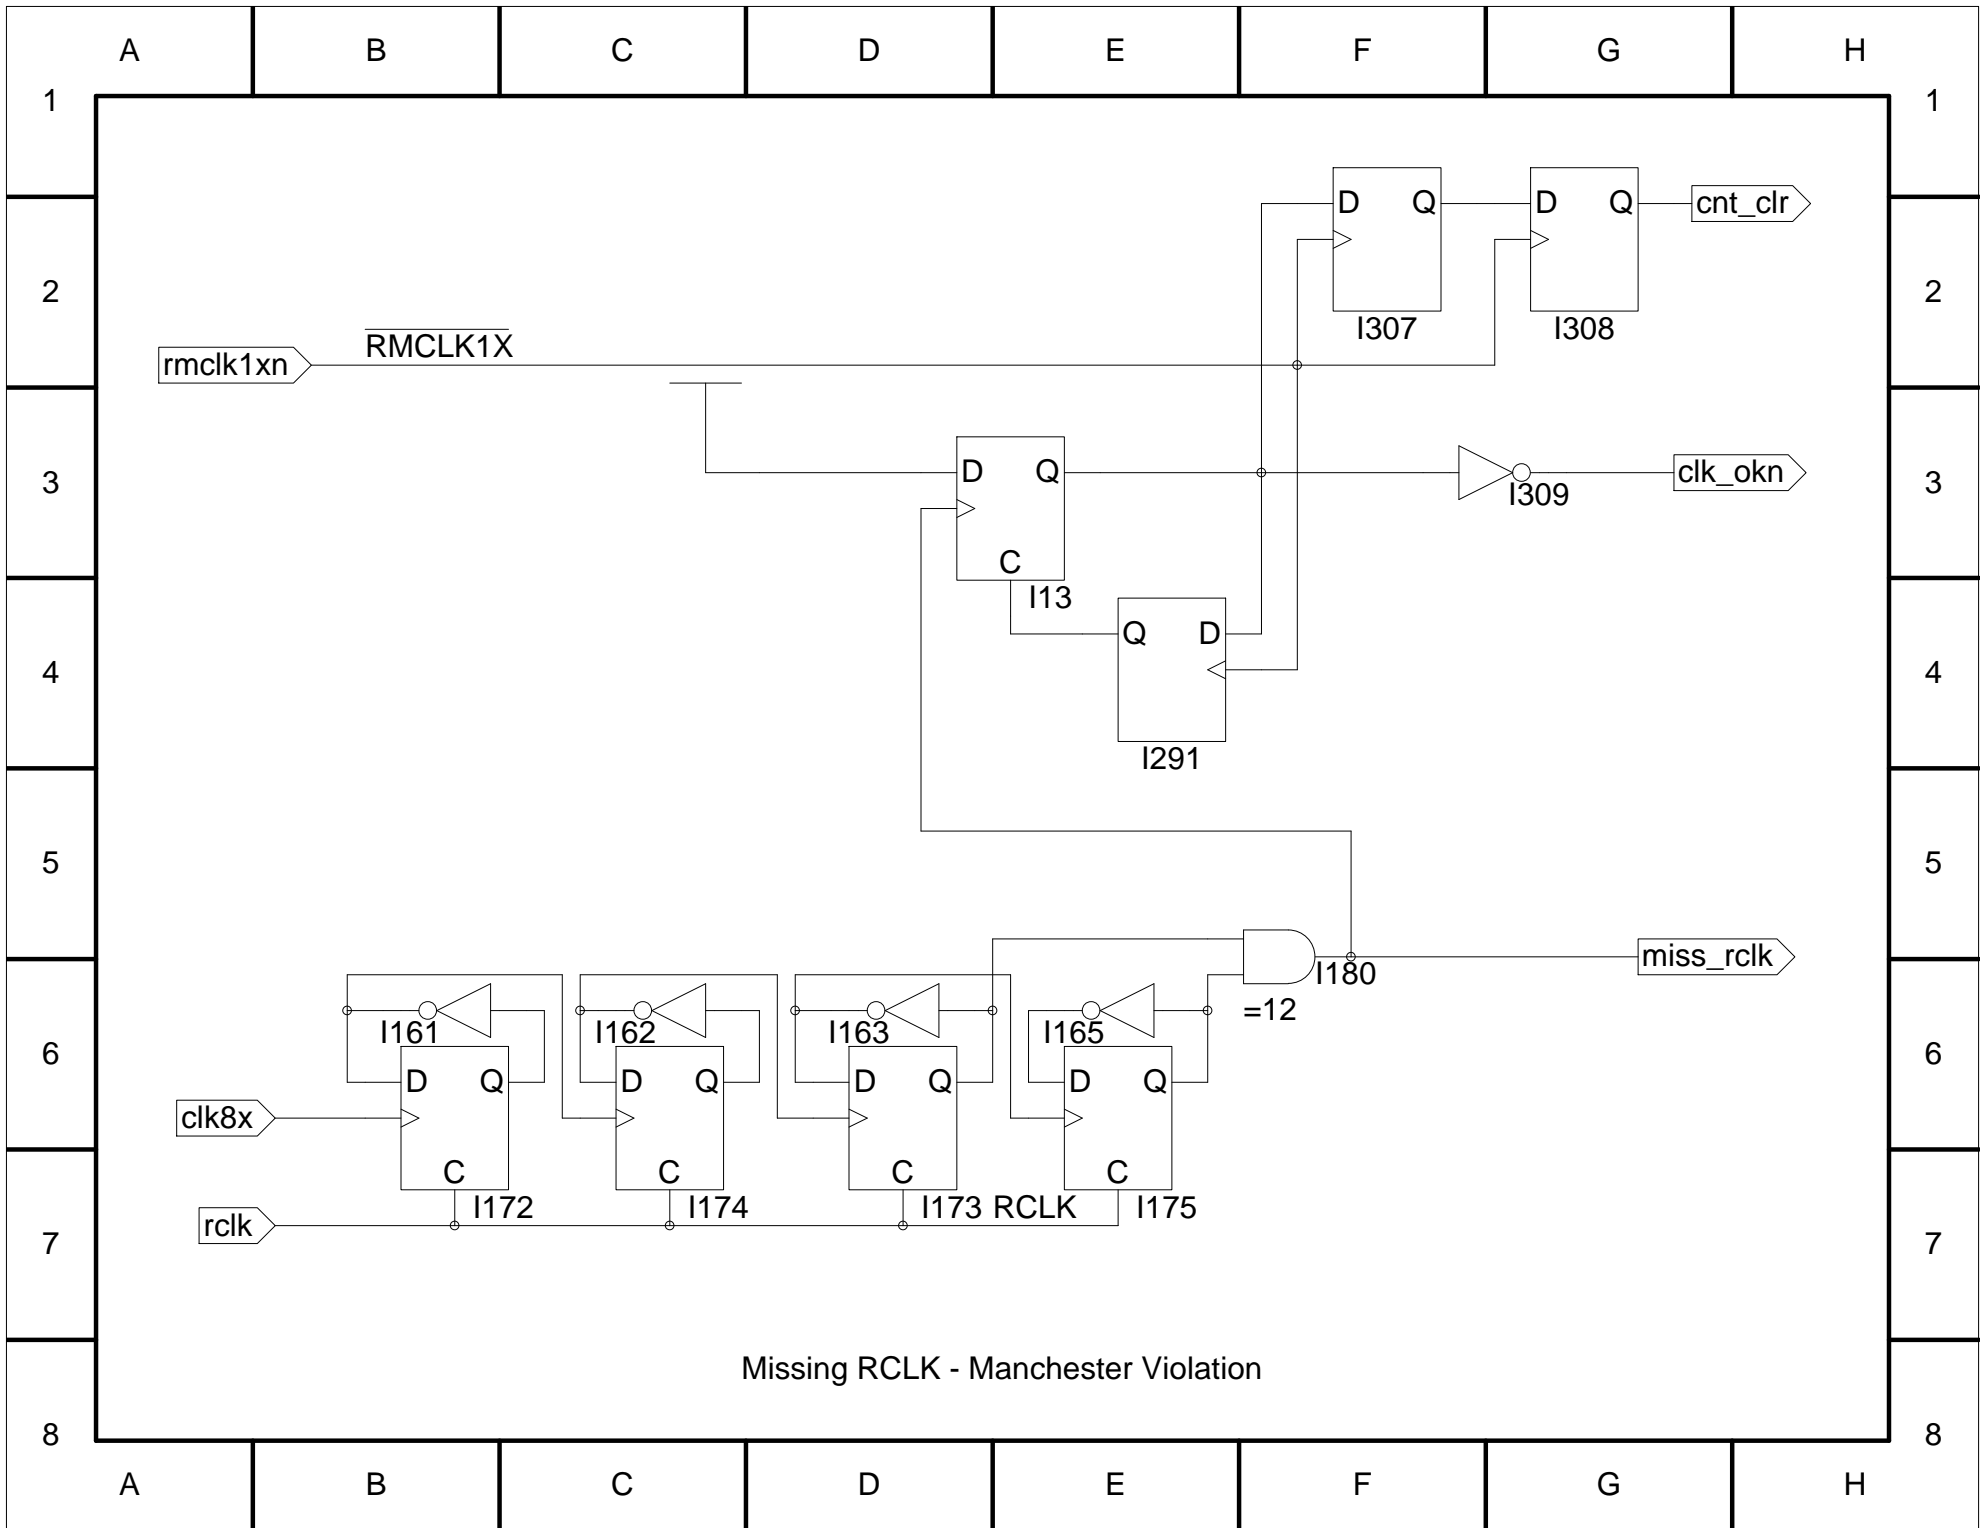 A B C D E F G H
1 1
D Q D Q cnt_clr
2 2
I307 I308
rmclk1xn RMCLK1X
3 D Q I309 clk_okn 3
C
I13
Q D
4 4
I291
5 5
miss_rclk
I180
=12
I161 I162 I163 I165
6 6
D Q D Q D Q D Q
clk8x
C C C C
I172 I174 I173 RCLK I175
rclk
7 7
Missing RCLK - Manchester Violation
8 8
A B C D E F G H